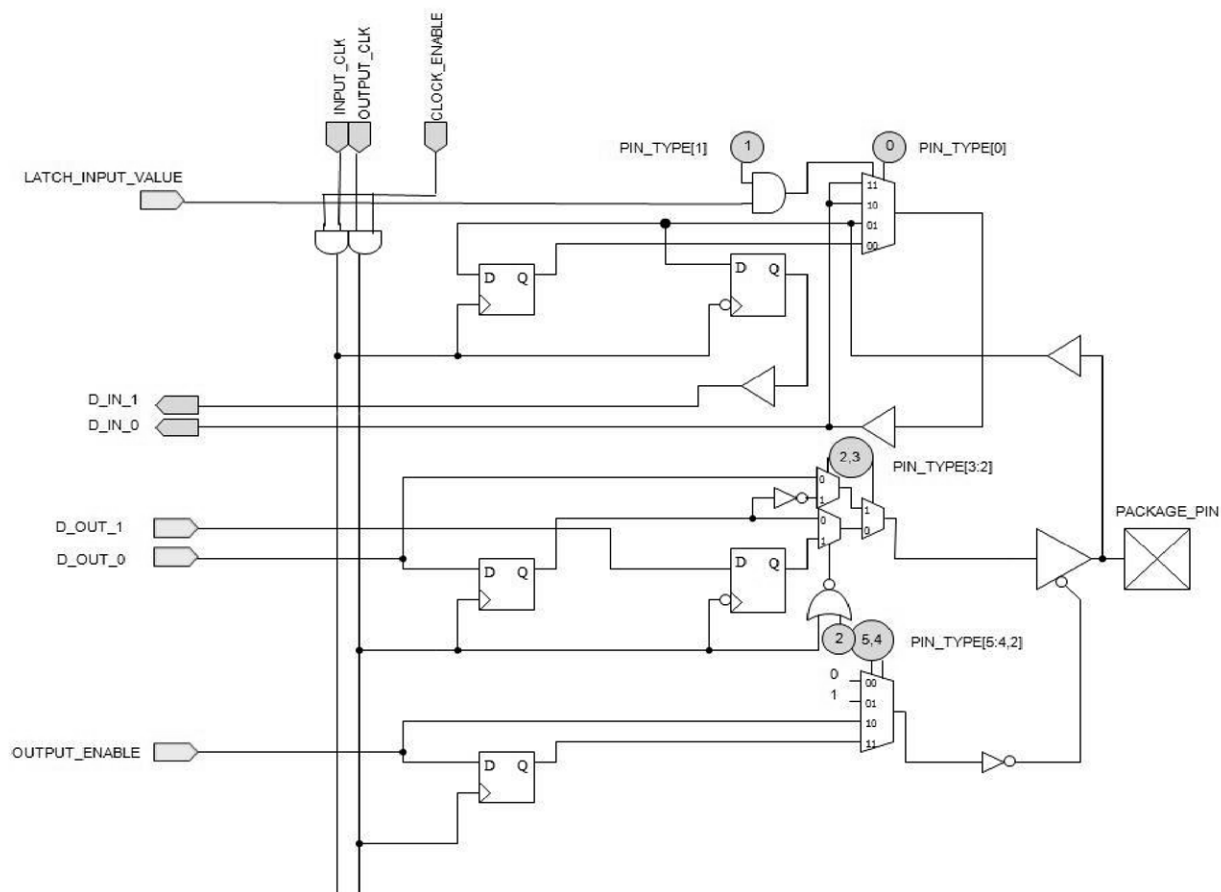 INPUT_CLK
OUTPUT_CLK
CLOCK_ENABLE
PIN_TYPE[1]
1
0
PIN_TYPE[0]
LATCH_INPUT_VALUE
11
10
01
00
D Q
D Q
D_IN_1
D_IN_0
2,3
PIN_TYPE[3:2]
0
1
1
0
0
1
D_OUT_1
D_OUT_0
PACKAGE_PIN
D Q
D Q
2
5,4
PIN_TYPE[5:4,2]
0
1
00
01
10
11
OUTPUT_ENABLE
D Q